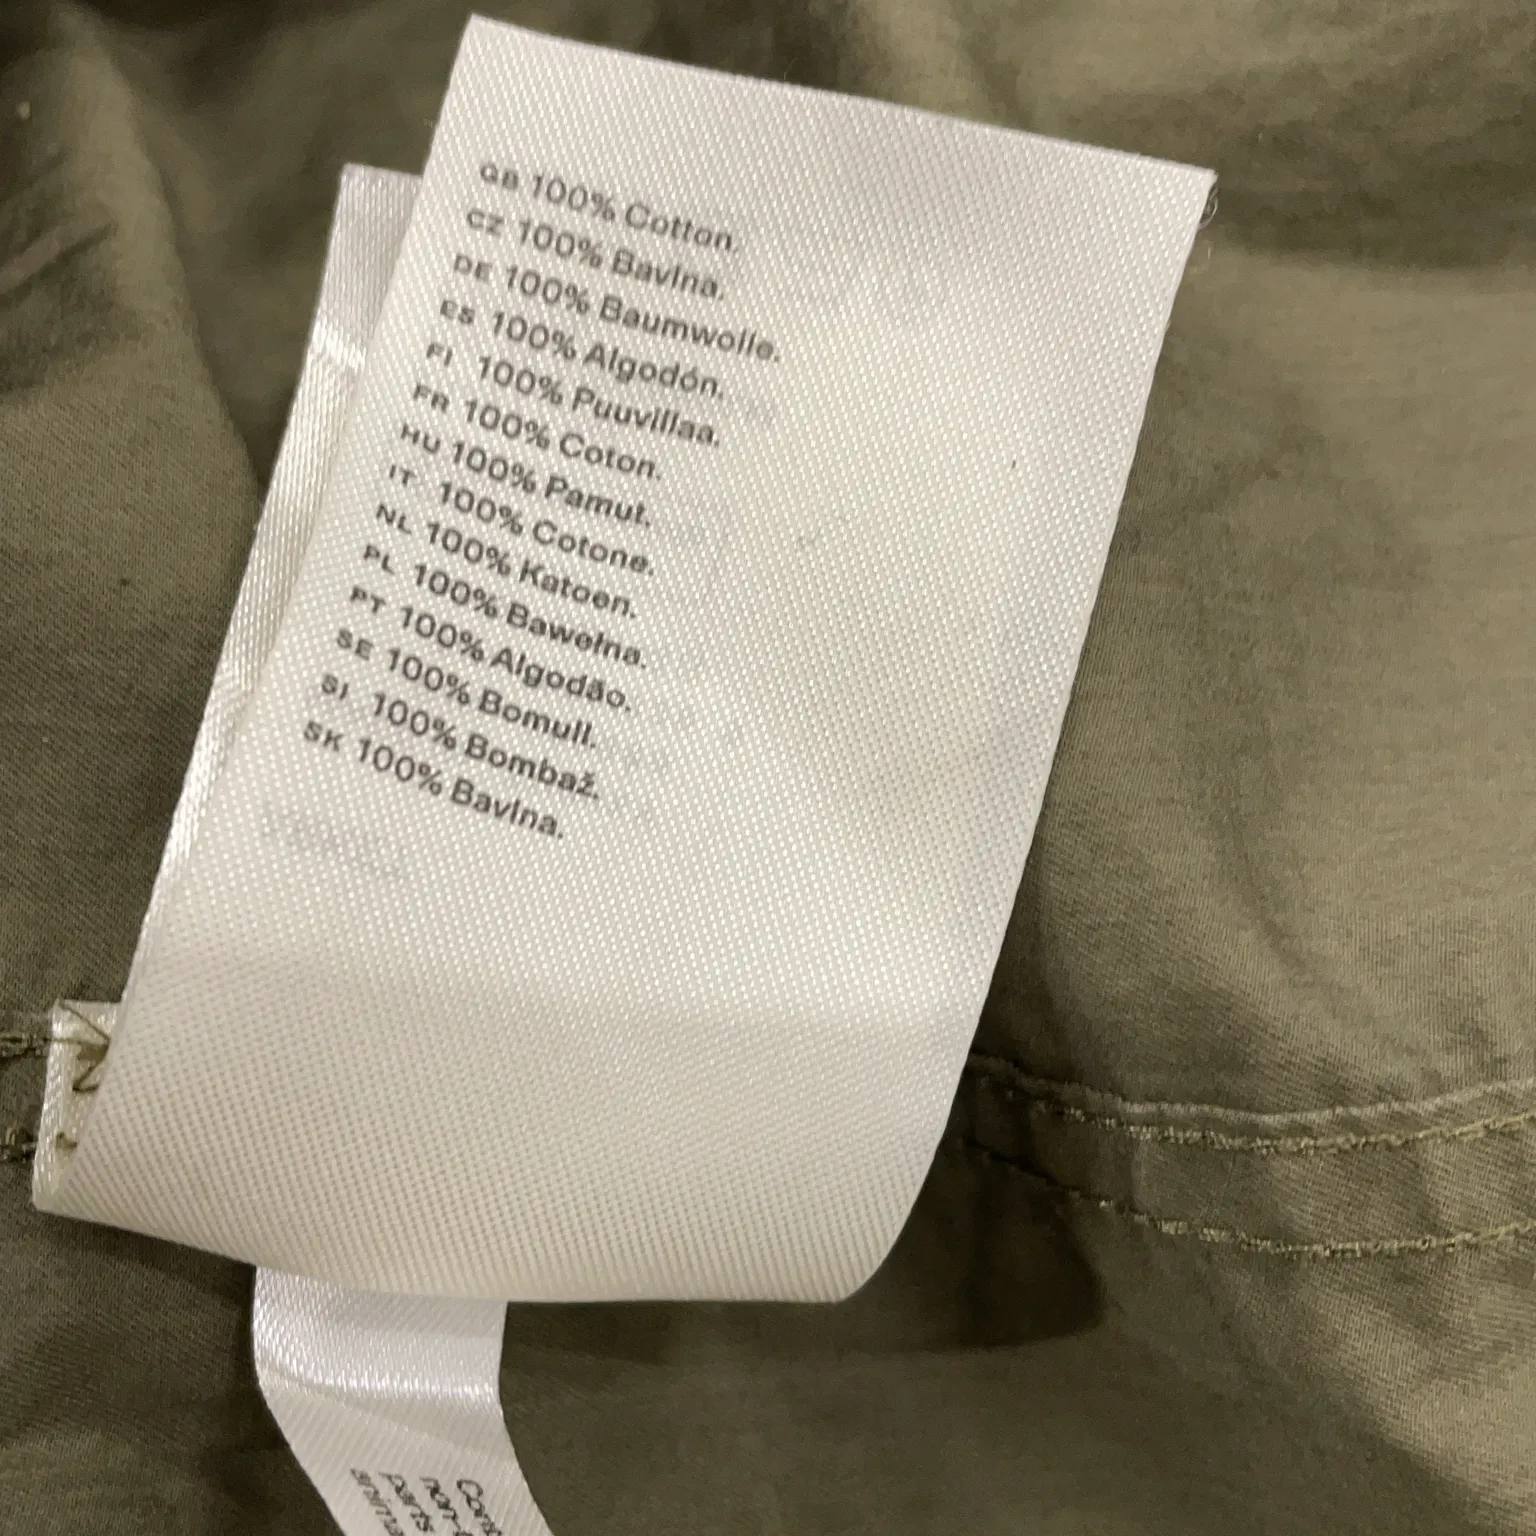 GB 100% Cotton.
CZ 100% Bavlna.
DE 100% Baumwolle.
ES 100% Algodón.
FI 100% Puuvillaa.
FR 100% Coton.
HU 100% Pamut.
IT 100% Cotone.
NL 100% Katoen.
PL 100% Bawełna.
PT 100% Algodão.
SE 100% Bomull.
SI 100% Bombaž.
SK 100% Bavlna.
parts